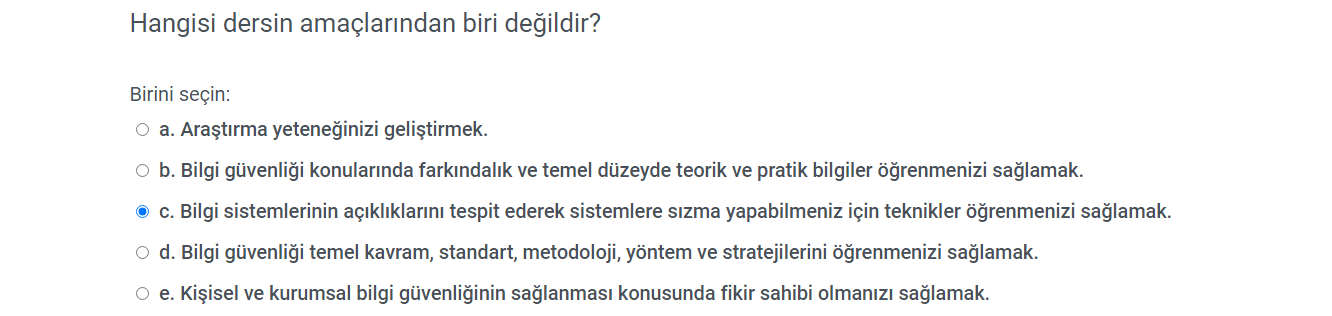 Hangisi dersin amaçlarından biri değildir?
Birini seçin:
a. Araştırma yeteneğinizi geliştirmek.
b. Bilgi güvenliği konularında farkındalık ve temel düzeyde teorik ve pratik bilgiler öğrenmenizi sağlamak.
c. Bilgi sistemlerinin açıklıklarını tespit ederek sistemlere sızma yapabilmeniz için teknikler öğrenmenizi sağlamak.
d. Bilgi güvenliği temel kavram, standart, metodoloji, yöntem ve stratejilerini öğrenmenizi sağlamak.
e. Kişisel ve kurumsal bilgi güvenliğinin sağlanması konusunda fikir sahibi olmanızı sağlamak.